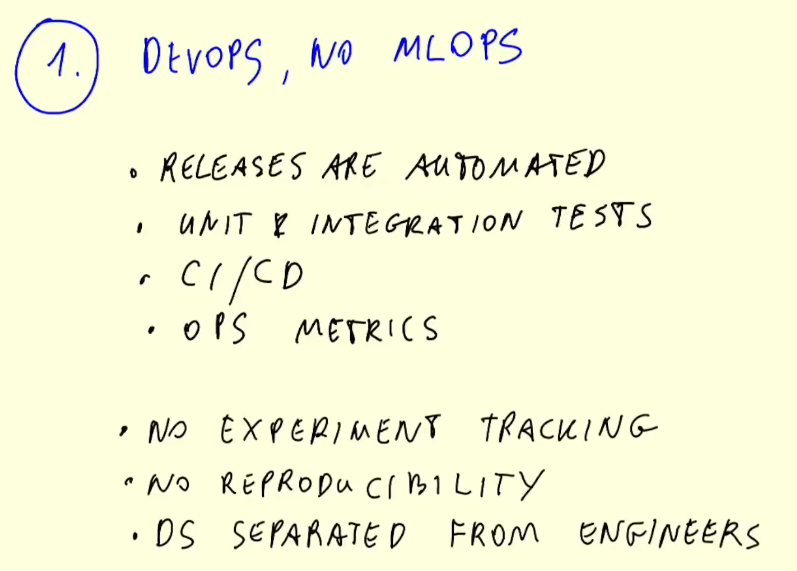 1. DEVOPS, NO MLOPS
• RELEASES ARE AUTOMATED
• UNIT & INTEGRATION TESTS
• CI/CD
• OPS METRICS
• NO EXPERIMENT TRACKING
• NO REPRODUCIBILITY
• DS SEPARATED FROM ENGINEERS